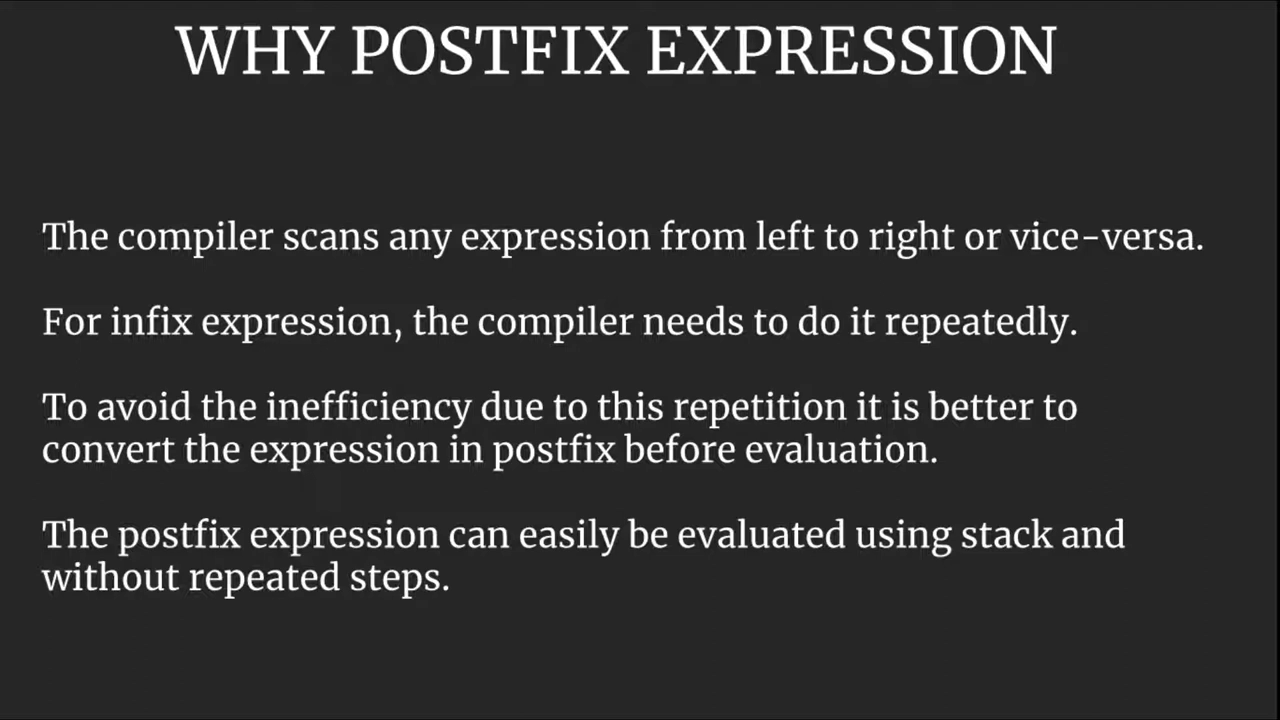 WHY POSTFIX EXPRESSION
The compiler scans any expression from left to right or vice-versa.
For infix expression, the compiler needs to do it repeatedly.
To avoid the inefficiency due to this repetition it is better to
convert the expression in postfix before evaluation.
The postfix expression can easily be evaluated using stack and
without repeated steps.